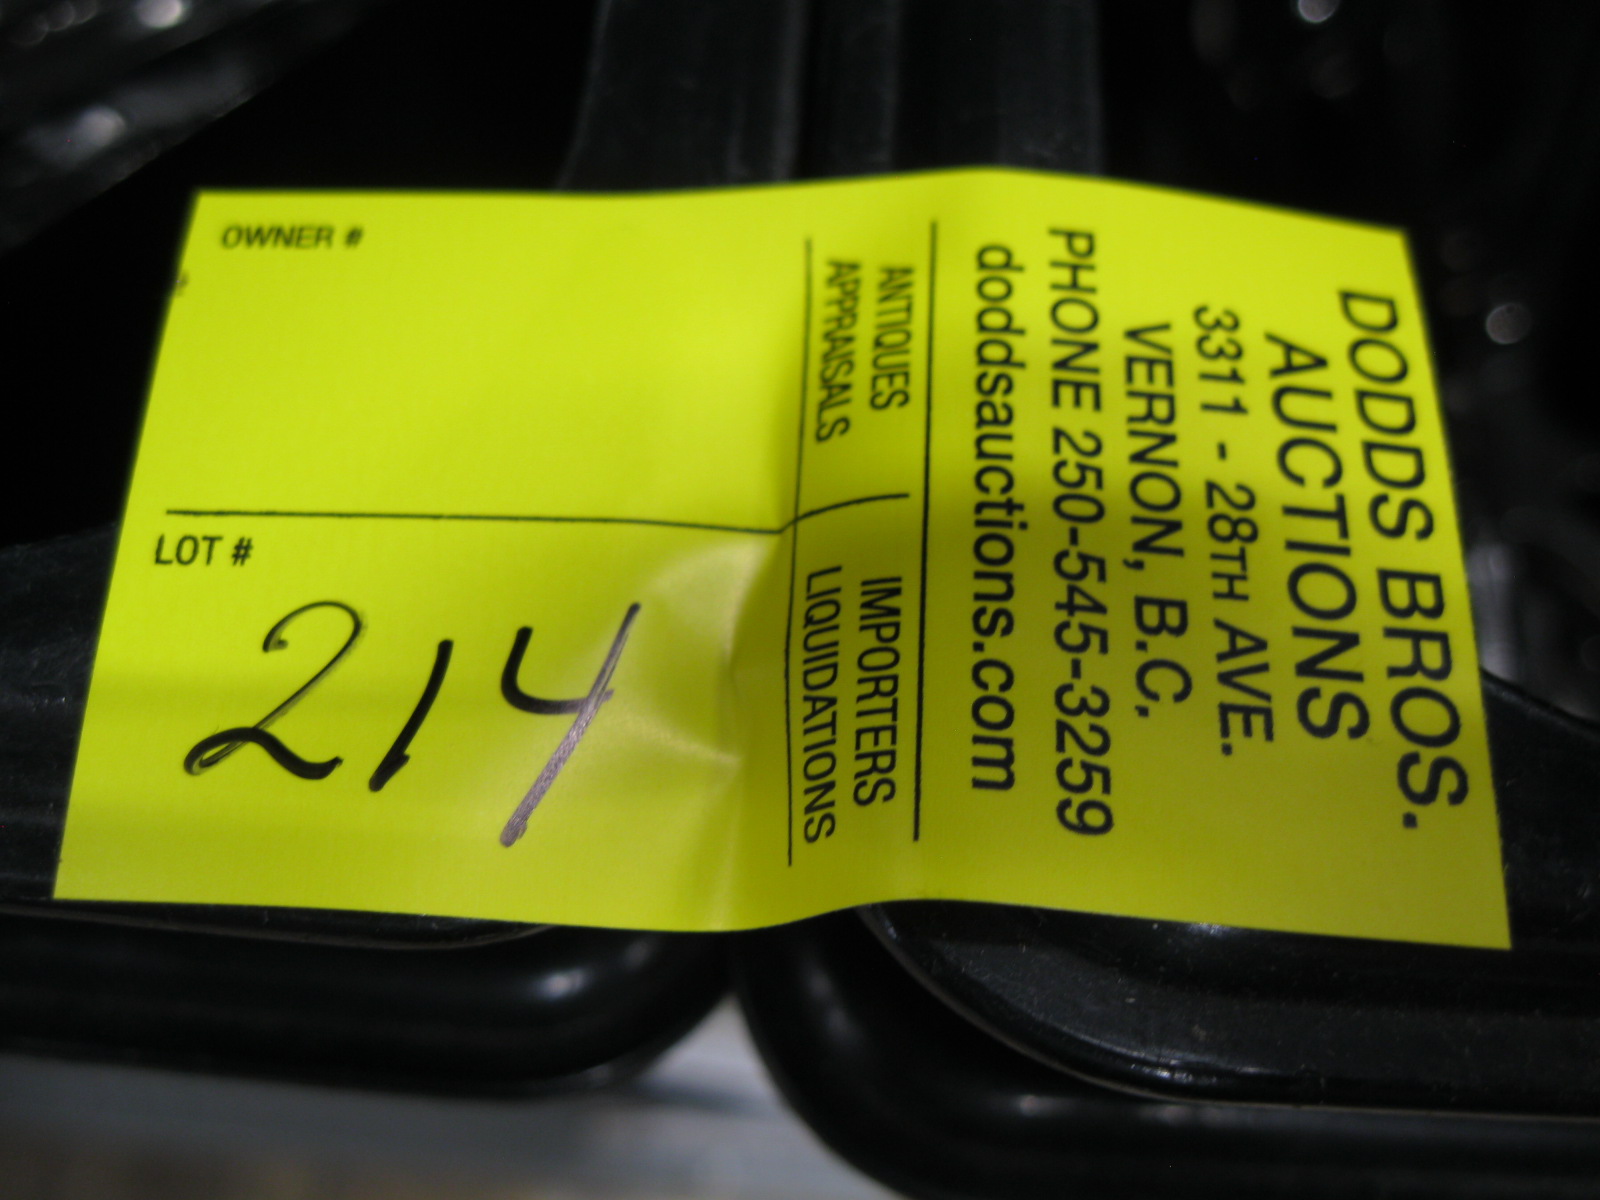 DODDS BROS.
AUCTIONS
3311 - 28TH AVE.
VERNON, B.C.
PHONE 250-545-3259
doddsauctions.com
ANTIQUES
APPRAISALS
IMPORTERS
LIQUIDATIONS
OWNER #
LOT #
214